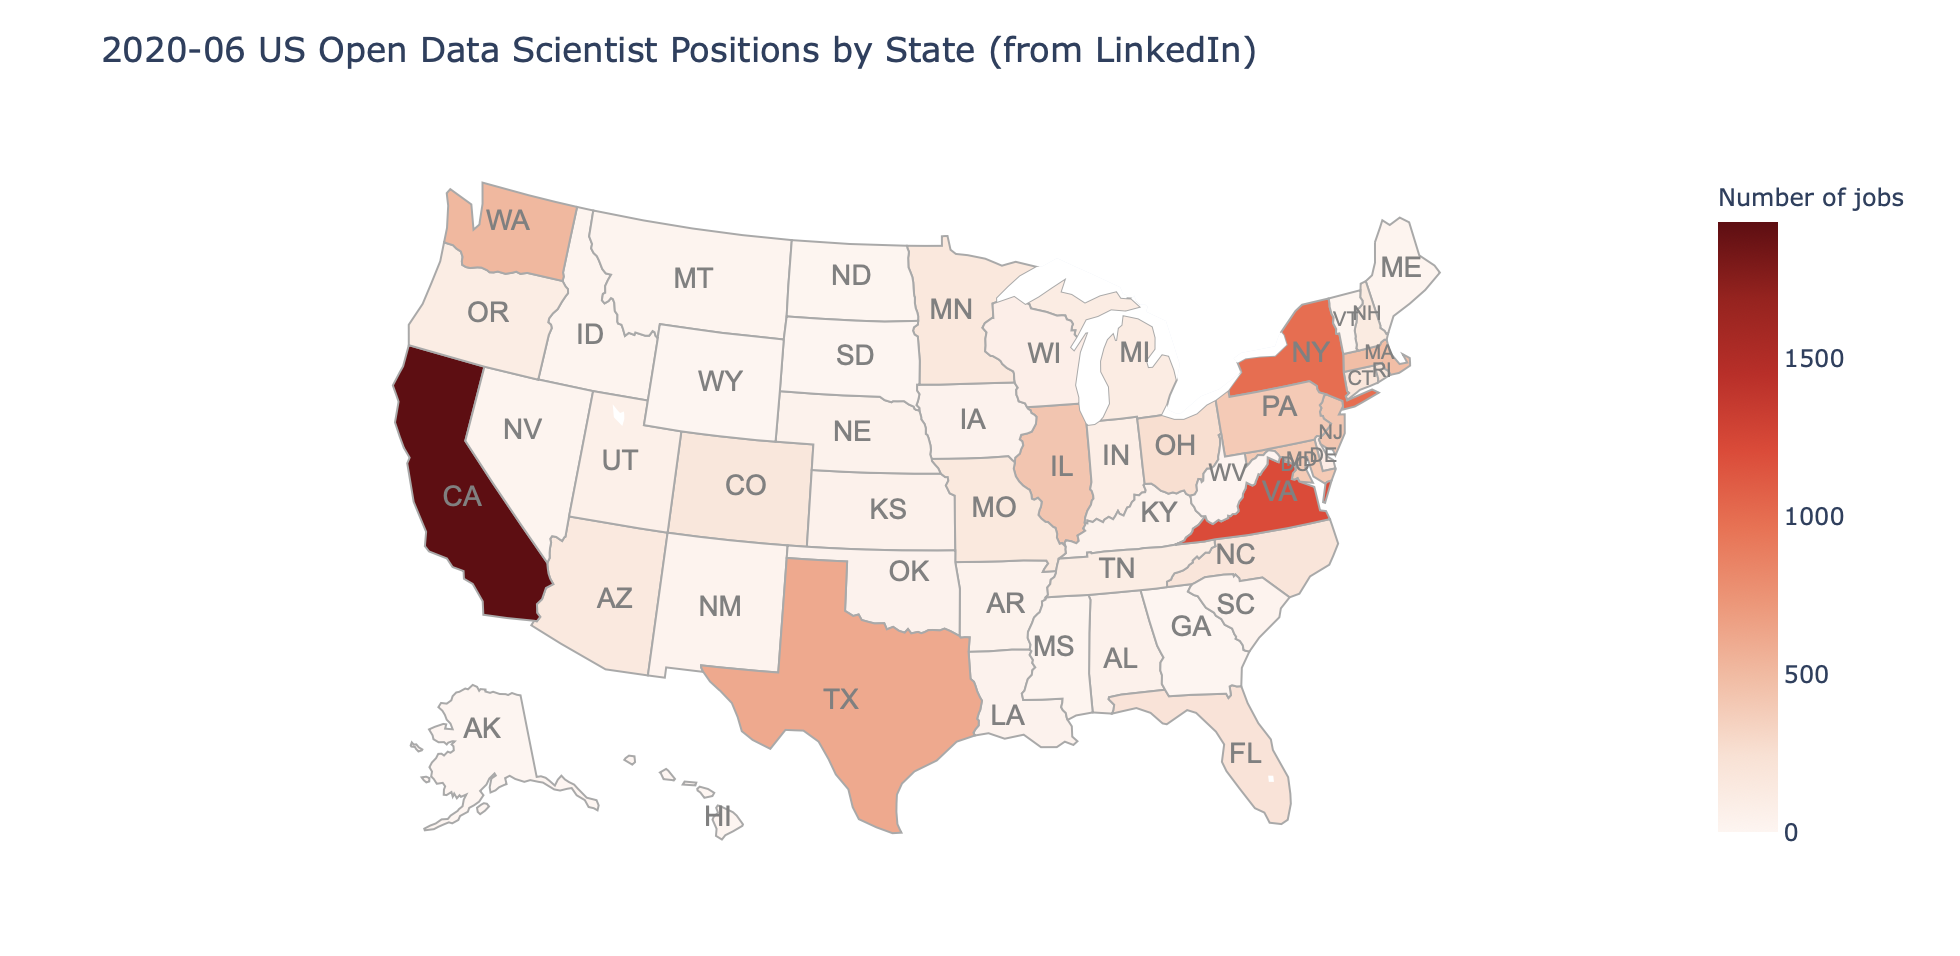 2020-06 US Open Data Scientist Positions by State (from LinkedIn)
Number of jobs
1500
1000
500
0
WA
OR
CA
ID
NV
MT
WY
UT
AZ
CO
NM
ND
SD
NE
KS
OK
TX
MN
IA
MO
AR
LA
WI
IL
MI
IN
OH
KY
TN
MS
AL
GA
FL
SC
NC
VA
WV
PA
NY
VT
NH
ME
MA
RI
CT
NJ
DE
MD
DC
AK
HI